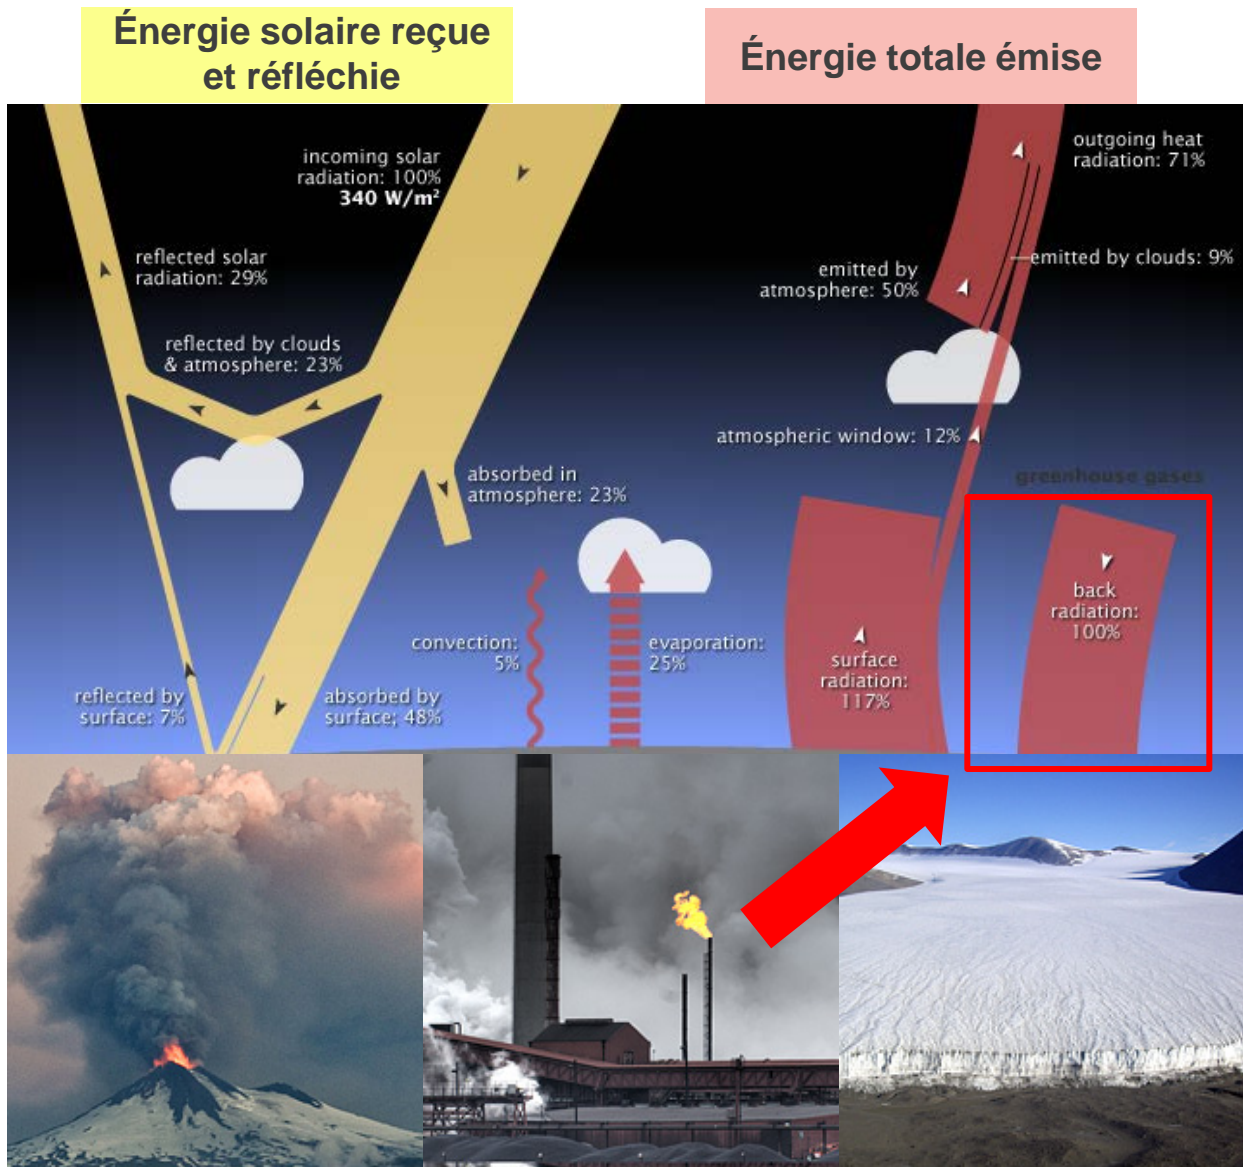 Énergie solaire reçue
et réfléchie
Énergie totale émise
incoming solar
radiation: 100%
340 W/m²
outgoing heat
radiation: 71%
reflected solar
radiation: 29%
emitted by clouds: 9%
emitted by
atmosphere: 50%
reflected by clouds
& atmosphere: 23%
atmospheric window: 12%
absorbed in
atmosphere: 23%
greenhouse gases
back
radiation:
100%
convection:
5%
evaporation:
25%
surface
radiation:
117%
reflected by
surface: 7%
absorbed by
surface; 48%